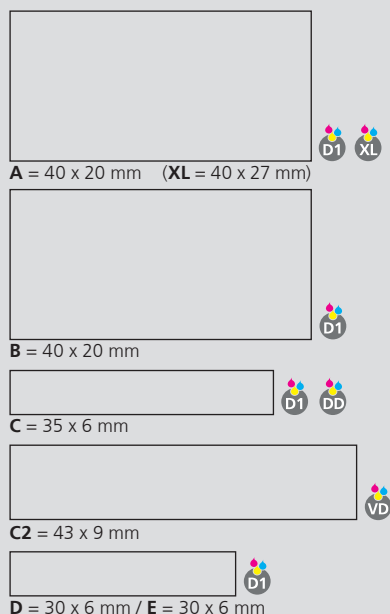 D1 XL
A = 40 x 20 mm (XL = 40 x 27 mm)
D1
B = 40 x 20 mm
D1 DD
C = 35 x 6 mm
VD
C2 = 43 x 9 mm
D1
D = 30 x 6 mm / E = 30 x 6 mm